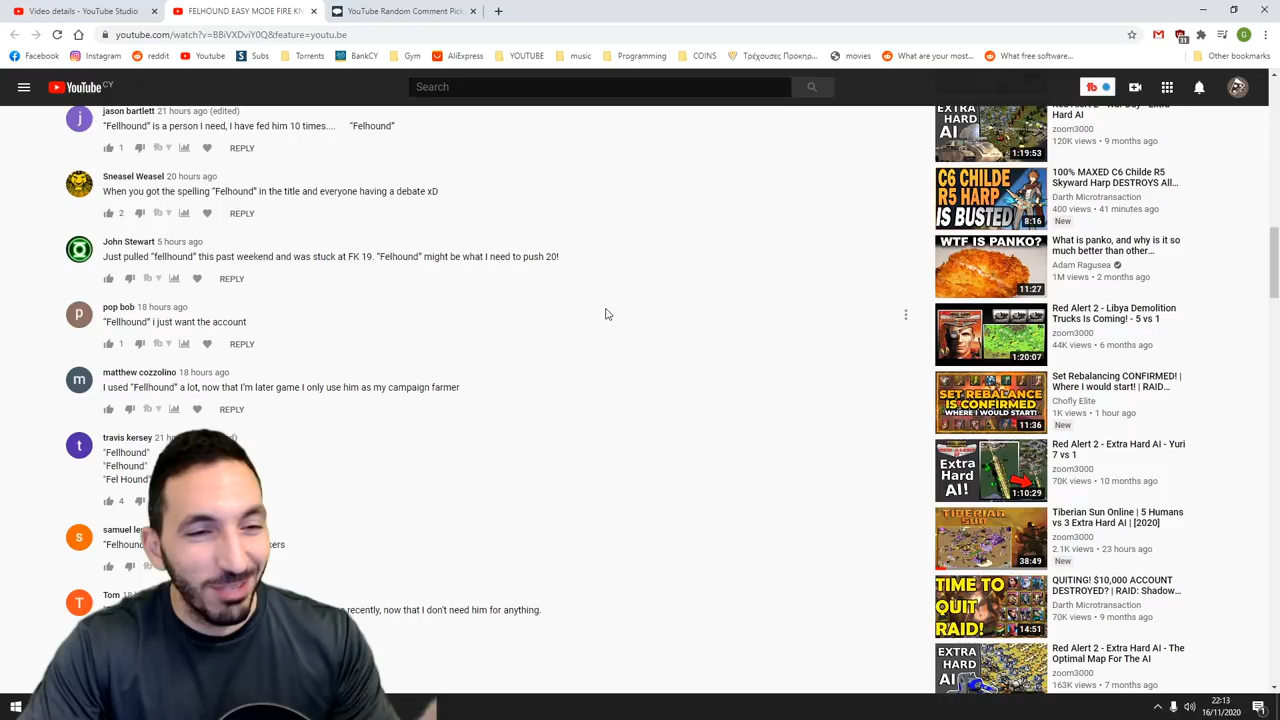 Video details - YouTube Studio
FELHOUND EASY MODE FIRE KN
YouTube Random Comment Pick
youtube.com/watch?v=BBiVXDviY0Q&feature=youtu.be
Facebook
Instagram
reddit
Youtube
Subs
Torrents
BankCY
Gym
AliExpress
YOUTUBE
music
Programming
COINS
Τρέχουσες Προκηρ...
movies
What are your most...
What free software...
Other bookmarks
YouTube CY
Search
jason bartlett 21 hours ago (edited)
“Fellhound” is a person I need, I have fed him 10 times.... “Felhound”
1 REPLY
Sneasel Weasel 20 hours ago
When you got the spelling “Felhound” in the title and everyone having a debate xD
2 REPLY
John Stewart 5 hours ago
Just pulled “fellhound” this past weekend and was stuck at FK 19. “Felhound” might be what I need to push 20!
REPLY
pop bob 18 hours ago
“Fellhound” i just want the account
1 REPLY
matthew cozzolino 18 hours ago
I used “Fellhound” a lot, now that I’m later game I only use him as my campaign farmer
REPLY
travis kersey 21
"Fellhound"
"Felhound"
"Fel Hound"
4
samuel
“Felhound
Tom 18
recently, now that I don't need him for anything.
EXTRA
HARD
AI
1:19:53
Hard AI
zoom3000
120K views • 9 months ago
C6 CHILDE
R5 HARP
IS BUSTED
8:16
100% MAXED C6 Childe R5
Skyward Harp DESTROYS All...
Darth Microtransaction
400 views • 41 minutes ago
New
WTF IS PANKO?
11:27
What is panko, and why is it so
much better than other...
Adam Ragusea
1M views • 2 months ago
1:20:07
Red Alert 2 - Libya Demolition
Trucks Is Coming! - 5 vs 1
zoom3000
44K views • 6 months ago
SET REBALANCE
IS CONFIRMED
WHERE I WOULD START!
11:36
Set Rebalancing CONFIRMED! |
Where I would start! | RAID...
Chofly Elite
1K views • 1 hour ago
New
Extra
Hard
AI!
1:10:29
Red Alert 2 - Extra Hard AI - Yuri
7 vs 1
zoom3000
70K views • 10 months ago
TIBERIAN SUN
38:49
Tiberian Sun Online | 5 Humans
vs 3 Extra Hard AI | [2020]
zoom3000
2.1K views • 23 hours ago
New
TIME TO
QUIT
RAID!
14:51
QUITING! $10,000 ACCOUNT
DESTROYED? | RAID: Shadow...
Darth Microtransaction
70K views • 9 months ago
EXTRA
HARD
Red Alert 2 - Extra Hard AI - The
Optimal Map For The AI
zoom3000
163K views • 7 months ago
22:13
16/11/2020